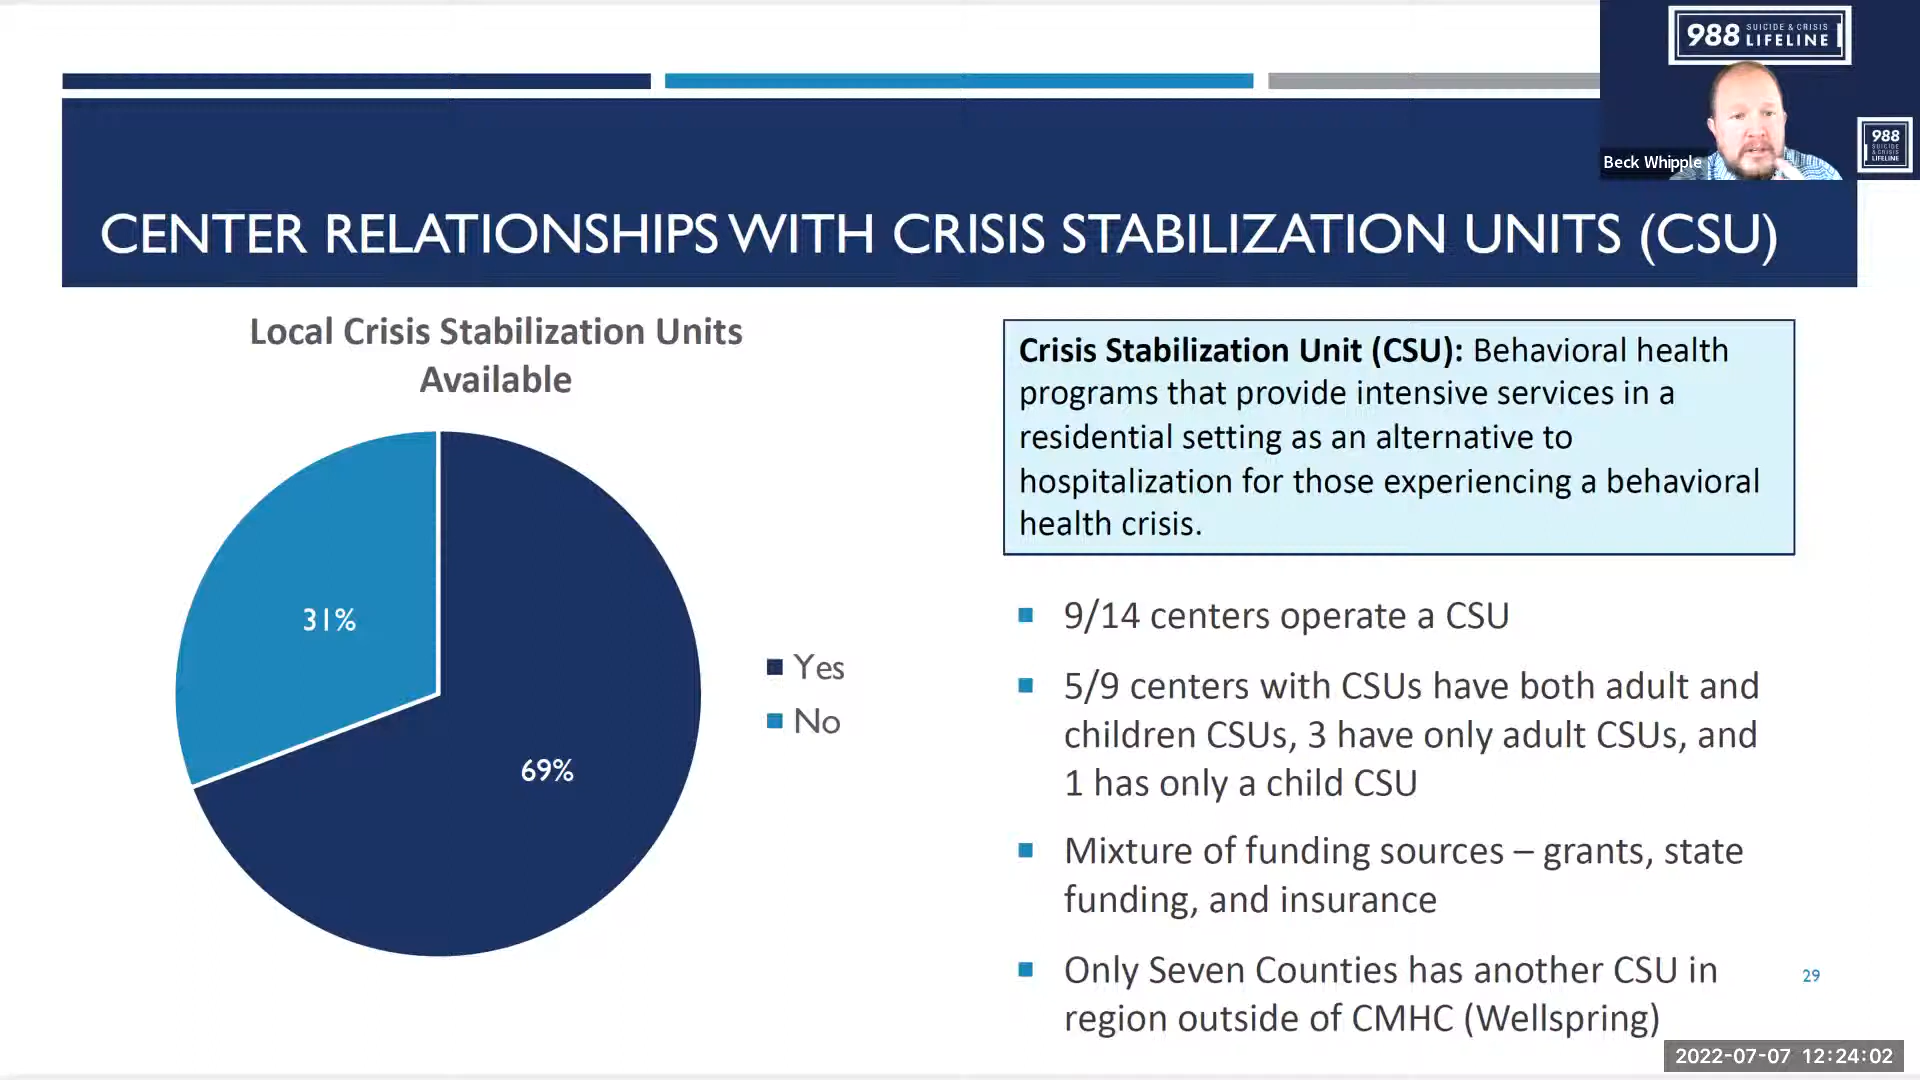 988 SUICIDE & CRISIS LIFELINE
988 SUICIDE & CRISIS LIFELINE
Beck Whipple
CENTER RELATIONSHIPS WITH CRISIS STABILIZATION UNITS (CSU)
Local Crisis Stabilization Units
Available
31%
69%
Yes
No
Crisis Stabilization Unit (CSU): Behavioral health
programs that provide intensive services in a
residential setting as an alternative to
hospitalization for those experiencing a behavioral
health crisis.
9/14 centers operate a CSU
5/9 centers with CSUs have both adult and
children CSUs, 3 have only adult CSUs, and
1 has only a child CSU
Mixture of funding sources – grants, state
funding, and insurance
Only Seven Counties has another CSU in
region outside of CMHC (Wellspring)
29
2022-07-07 12:24:02